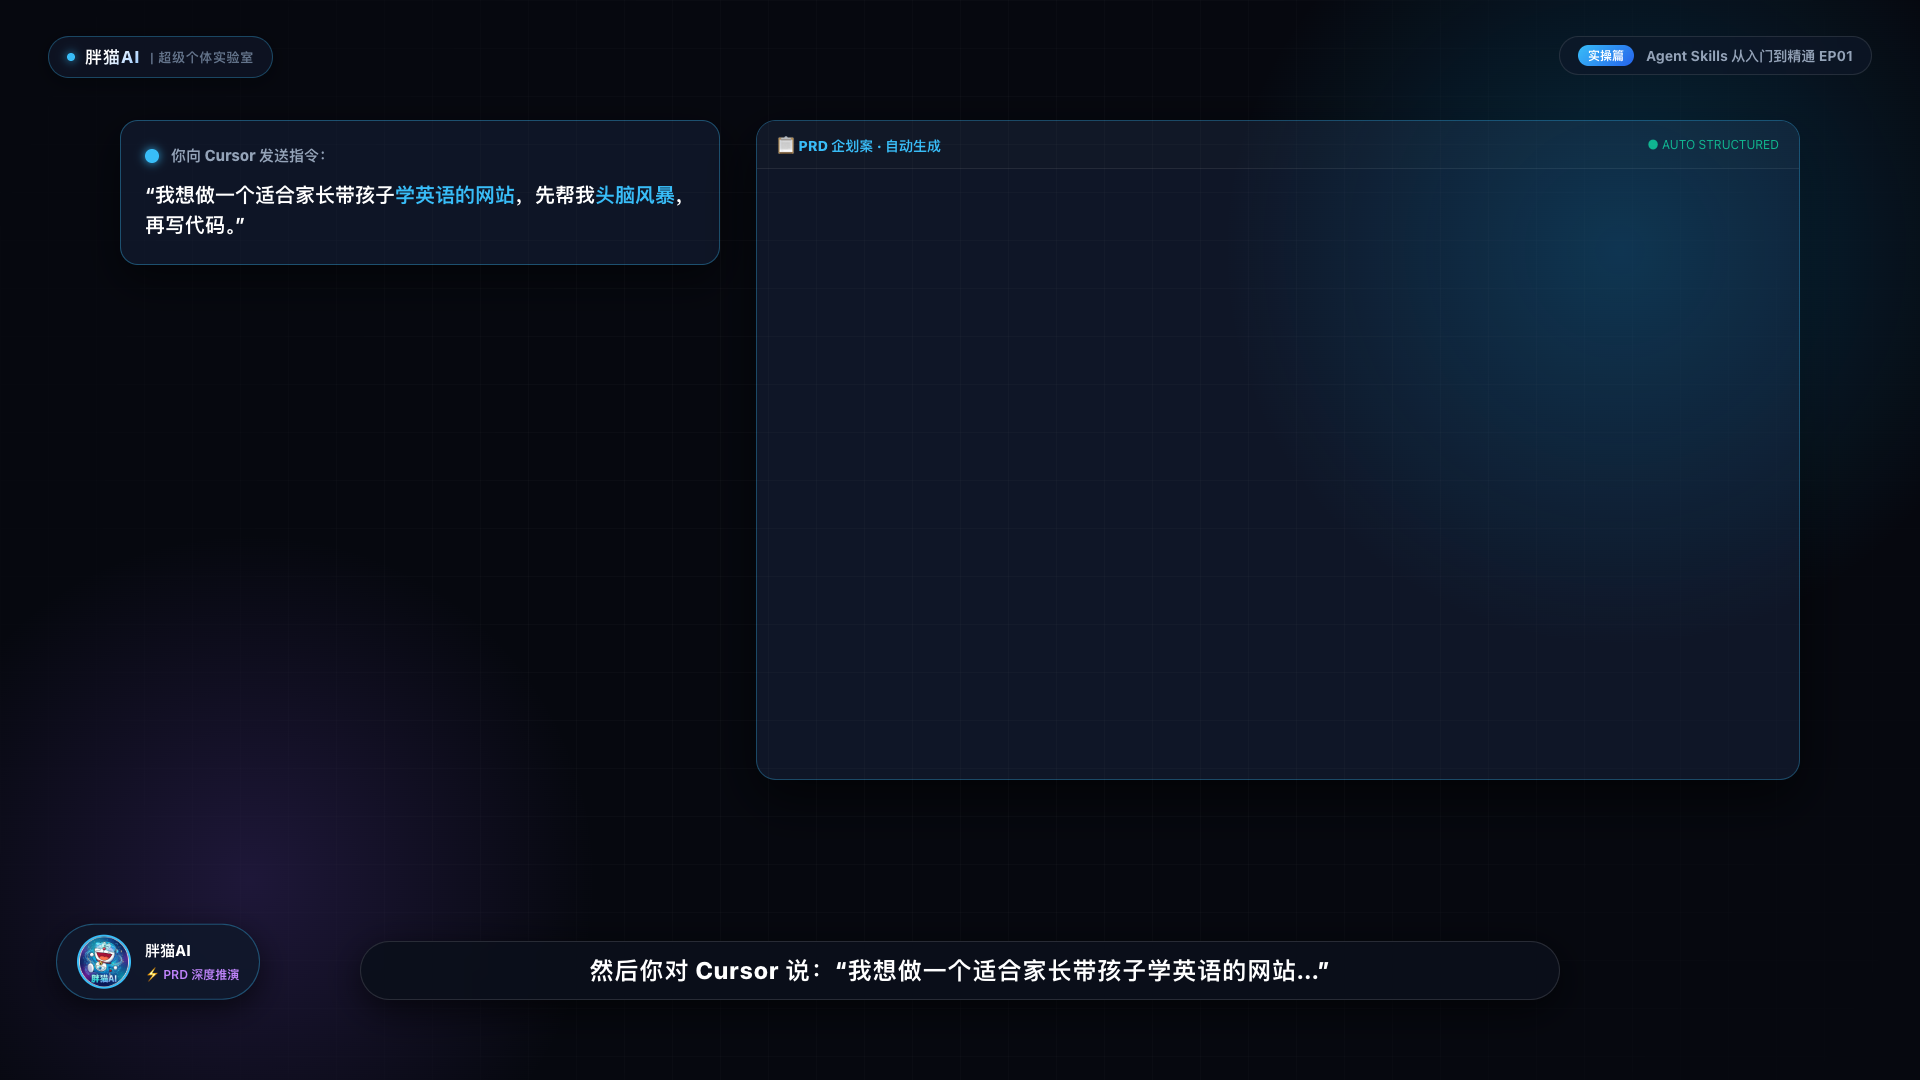 胖猫AI | 超级个体实验室
实操篇 Agent Skills 从入门到精通 EP01
你向 Cursor 发送指令：
“我想做一个适合家长带孩子学英语的网站，先帮我头脑风暴，
再写代码。”
PRD 企划案 · 自动生成
AUTO STRUCTURED
胖猫AI
胖猫AI
⚡ PRD 深度推演
然后你对 Cursor 说：“我想做一个适合家长带孩子学英语的网站...”